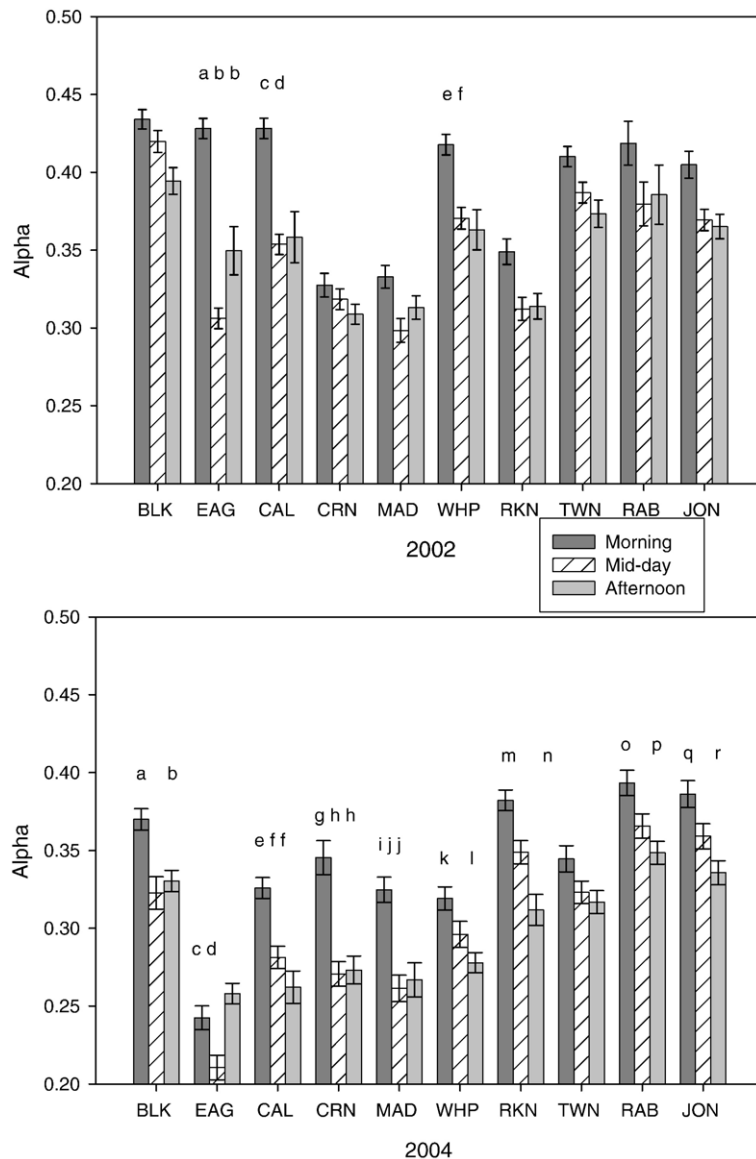 0.50
a b b
c d
e f
0.45
0.40
Alpha
0.35
0.30
0.25
0.20
BLK EAG CAL CRN MAD WHP RKN TWN RAB JON
2002
Morning
Mid-day
Afternoon
0.50
0.45
0.40
Alpha
a b
c d
e f f
g h h
i j j
k l
m n
o p
q r
0.35
0.30
0.25
0.20
BLK EAG CAL CRN MAD WHP RKN TWN RAB JON
2004